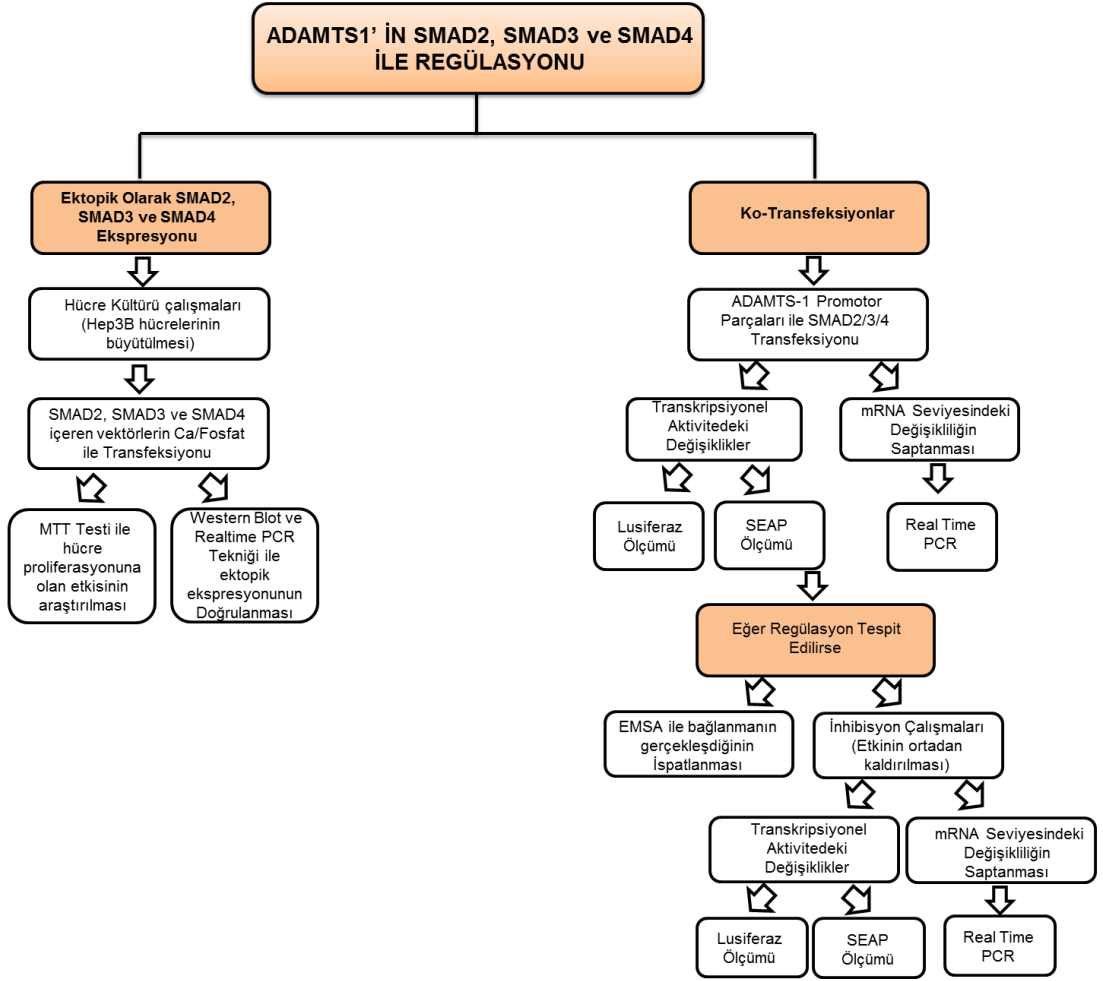 ADAMTS1’ İN SMAD2, SMAD3 ve SMAD4
İLE REGÜLASYONU
Ektopik Olarak SMAD2,
SMAD3 ve SMAD4
Ekspresyonu
Hücre Kültürü çalışmaları
(Hep3B hücrelerinin
büyütülmesi)
SMAD2, SMAD3 ve SMAD4
içeren vektörlerin Ca/Fosfat
ile Transfeksiyonu
MTT Testi ile
hücre
proliferasyonuna
olan etkisinin
araştırılması
Western Blot ve
Realtime PCR
Tekniği ile
ektopik
ekspresyonunun
Doğrulanması
Ko-Transfeksiyonlar
ADAMTS-1 Promotor
Parçaları ile SMAD2/3/4
Transfeksiyonu
Transkripsiyonel
Aktivitedeki
Değişiklikler
mRNA Seviyesindeki
Değişikliliğin
Saptanması
Lusiferaz
Ölçümü
SEAP
Ölçümü
Real Time
PCR
Eğer Regülasyon Tespit
Edilirse
EMSA ile bağlanmanın
gerçekleşdiğinin
İspatlanması
İnhibisyon Çalışmaları
(Etkinin ortadan
kaldırılması)
Transkripsiyonel
Aktivitedeki
Değişiklikler
mRNA Seviyesindeki
Değişikliliğin
Saptanması
Lusiferaz
Ölçümü
SEAP
Ölçümü
Real Time
PCR